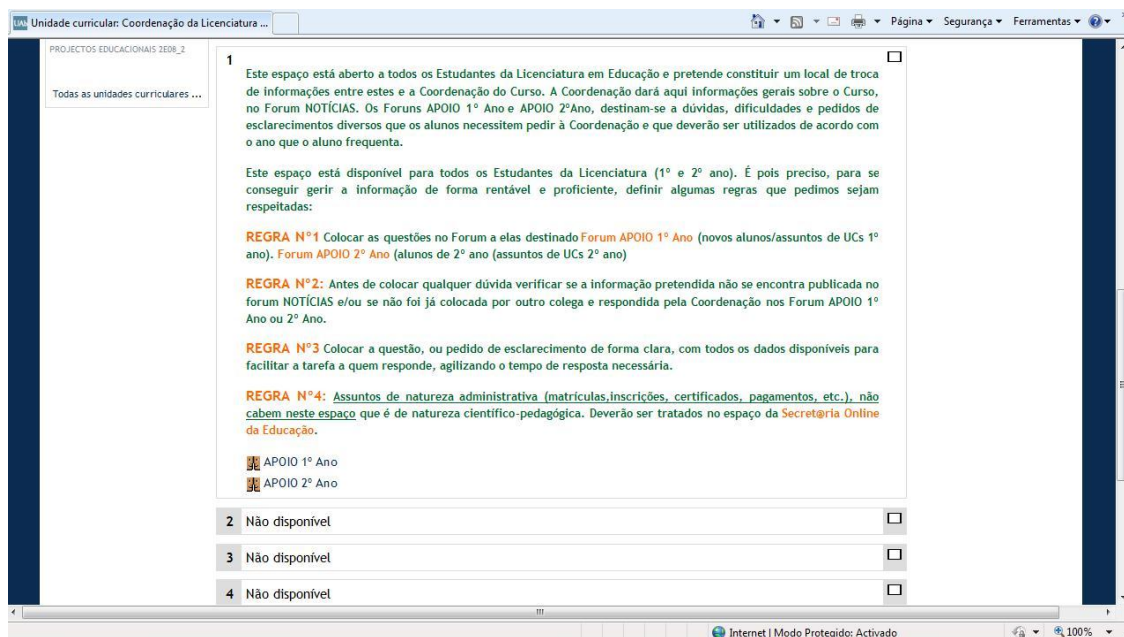 UAb Unidade curricular: Coordenação da Licenciatura ...
Página Segurança Ferramentas
PROJECTOS EDUCACIONAIS 2E08_2
Todas as unidades curriculares ...
1
Este espaço está aberto a todos os Estudantes da Licenciatura em Educação e pretende constituir um local de troca
de informações entre estes e a Coordenação do Curso. A Coordenação dará aqui informações gerais sobre o Curso,
no Forum NOTÍCIAS. Os Foruns APOIO 1º Ano e APOIO 2ºAno, destinam-se a dúvidas, dificuldades e pedidos de
esclarecimentos diversos que os alunos necessitem pedir à Coordenação e que deverão ser utilizados de acordo com
o ano que o aluno frequenta.
Este espaço está disponível para todos os Estudantes da Licenciatura (1º e 2º ano). É pois preciso, para se
conseguir gerir a informação de forma rentável e proficiente, definir algumas regras que pedimos sejam
respeitadas:
REGRA Nº1 Colocar as questões no Forum a elas destinado Forum APOIO 1º Ano (novos alunos/assuntos de UCs 1º
ano). Forum APOIO 2º Ano (alunos de 2º ano (assuntos de UCs 2º ano)
REGRA Nº2: Antes de colocar qualquer dúvida verificar se a informação pretendida não se encontra publicada no
forum NOTÍCIAS e/ou se não foi já colocada por outro colega e respondida pela Coordenação nos Forum APOIO 1º
Ano ou 2º Ano.
REGRA Nº3 Colocar a questão, ou pedido de esclarecimento de forma clara, com todos os dados disponíveis para
facilitar a tarefa a quem responde, agilizando o tempo de resposta necessária.
REGRA Nº4: Assuntos de natureza administrativa (matrículas,inscrições, certificados, pagamentos, etc.), não
cabem neste espaço que é de natureza científico-pedagógica. Deverão ser tratados no espaço da Secret@ria Online
da Educação.
APOIO 1º Ano
APOIO 2º Ano
2 Não disponível
3 Não disponível
4 Não disponível
Internet | Modo Protegido: Activado
100%